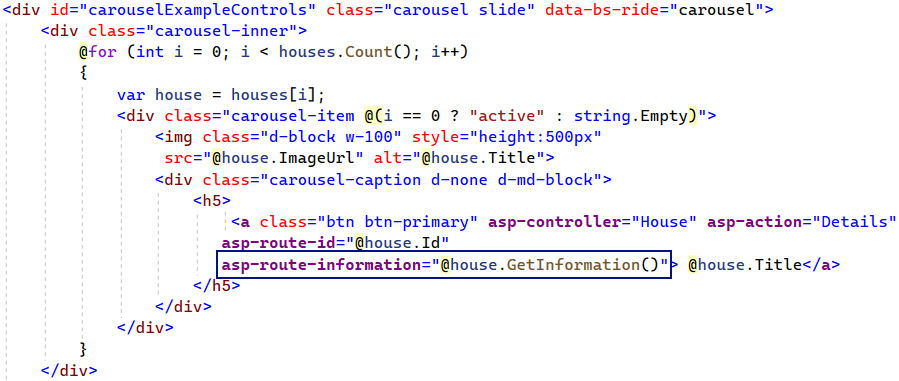 <div id="carouselExampleControls" class="carousel slide" data-bs-ride="carousel">
    <div class="carousel-inner">
        @for (int i = 0; i < houses.Count(); i++)
        {
            var house = houses[i];
            <div class="carousel-item @(i == 0 ? "active" : string.Empty)">
                <img class="d-block w-100" style="height:500px"
                 src="@house.ImageUrl" alt="@house.Title">
                <div class="carousel-caption d-none d-md-block">
                    <h5>
                        <a class="btn btn-primary" asp-controller="House" asp-action="Details"
                       asp-route-id="@house.Id"
                       asp-route-information="@house.GetInformation()"> @house.Title</a>
                    </h5>
                </div>
            </div>
        }
    </div>